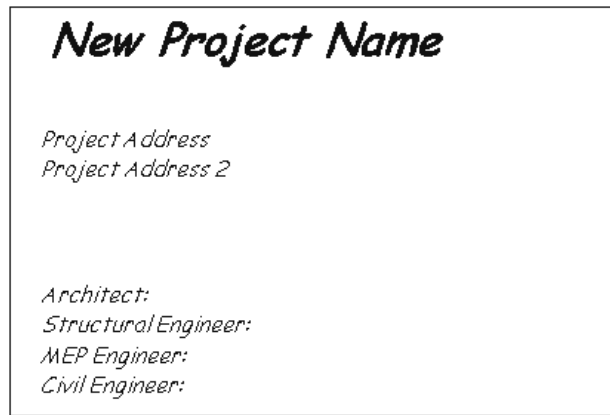 New Project Name
Project Address
Project Address 2
Architect:
Structural Engineer:
MEP Engineer:
Civil Engineer: